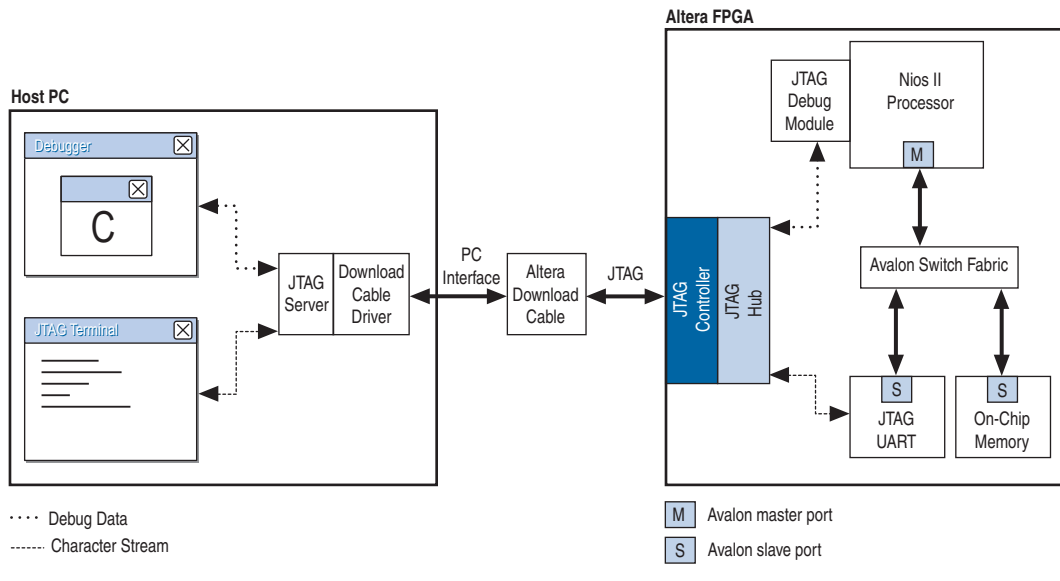 Altera FPGA
Host PC
Debugger
C
JTAG Terminal
JTAG
Server
Download
Cable
Driver
PC
Interface
Altera
Download
Cable
JTAG
JTAG
Controller
JTAG
Hub
JTAG
Debug
Module
Nios II
Processor
M
Avalon Switch Fabric
S
JTAG
UART
S
On-Chip
Memory
Debug Data
Character Stream
M
Avalon master port
S
Avalon slave port